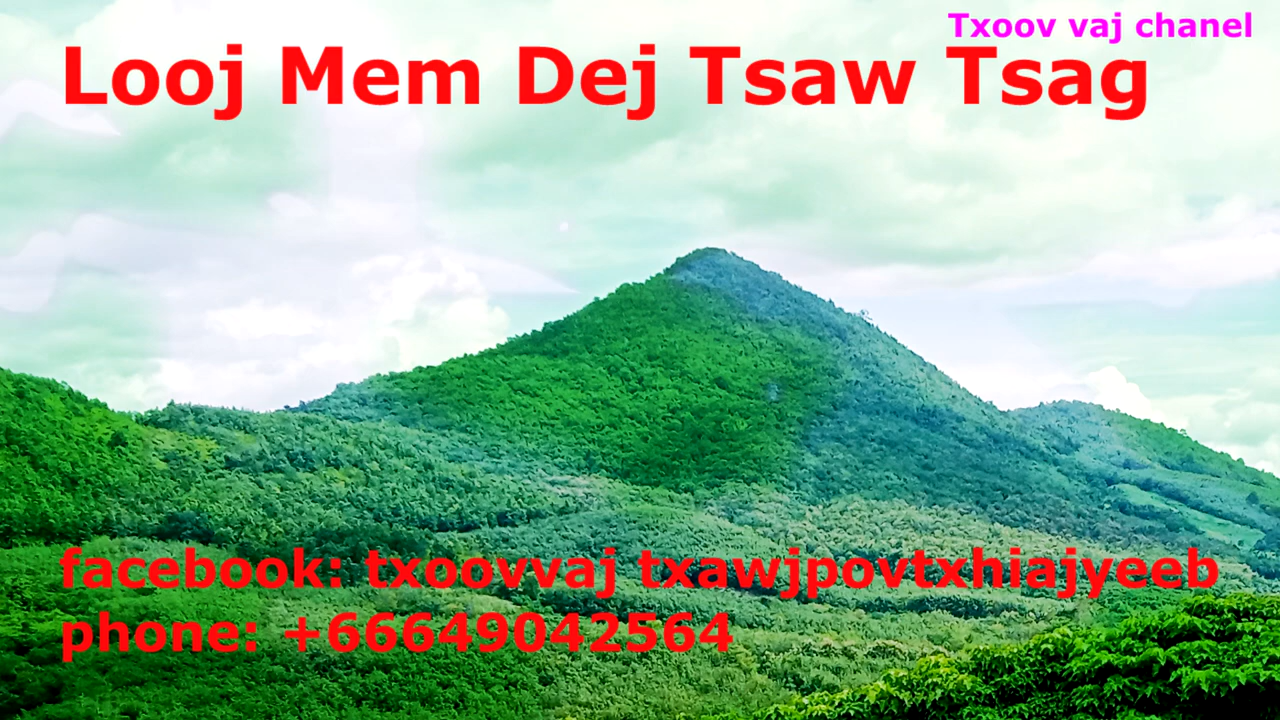 Txoov vaj chanel
Looj Mem Dej Tsaw Tsag
facebook: txoovvaj txawjpovtxhiajyeeb
phone: +66649042564